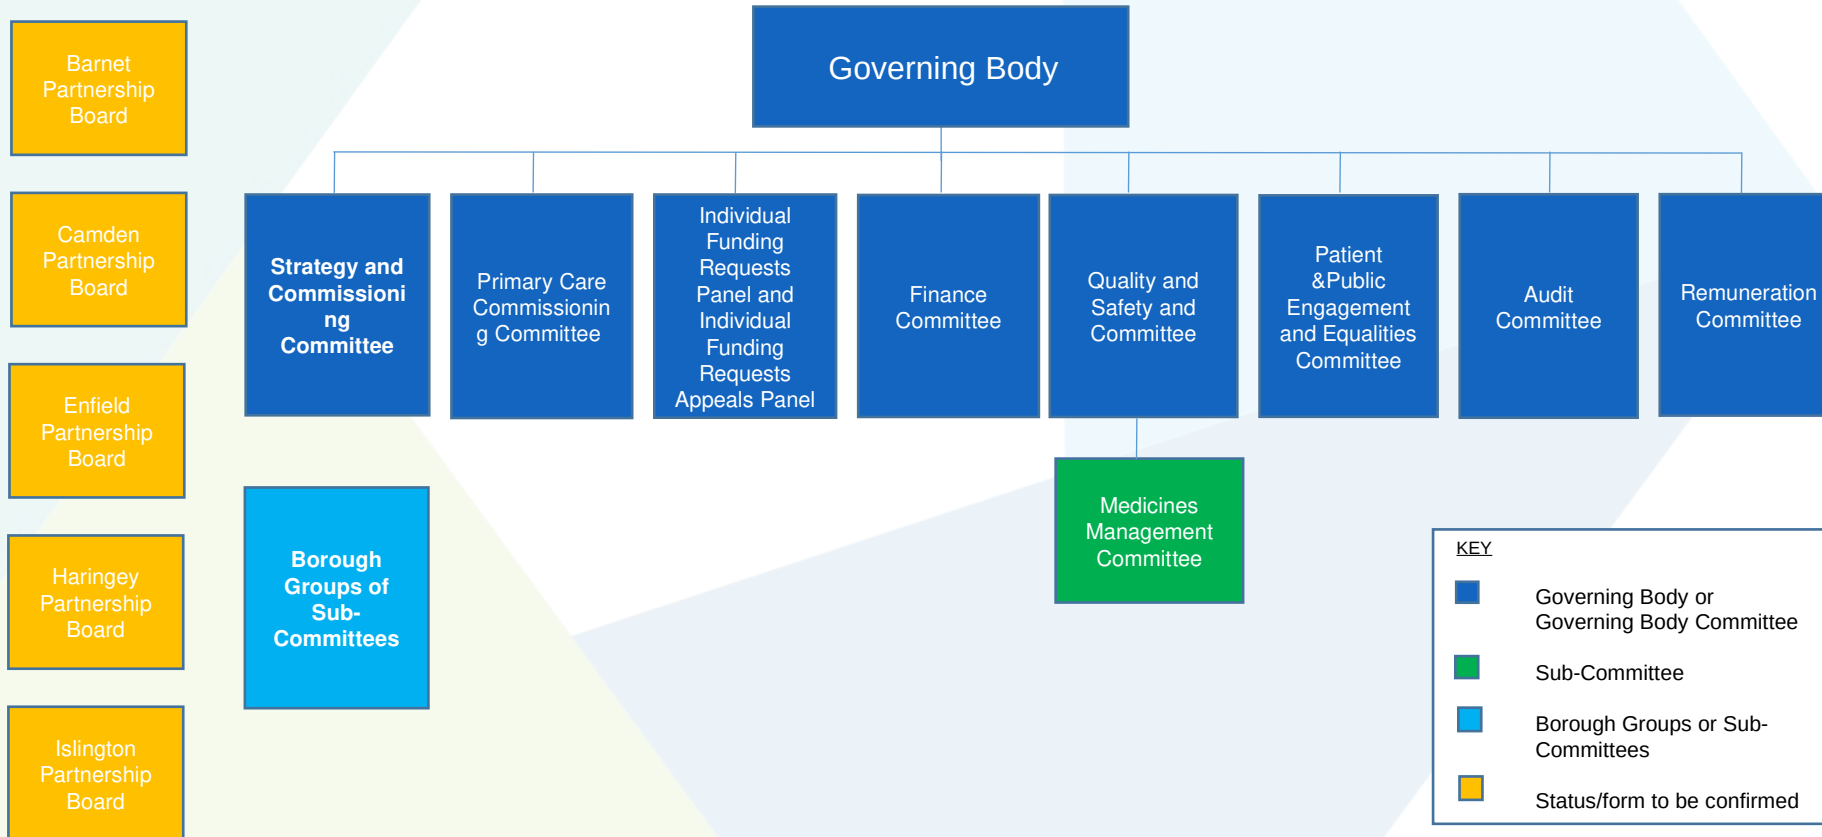 Governing Body
Barnet
Partnership
Board
Camden
Partnership
Board
Enfield
Partnership
Board
Haringey
Partnership
Board
Islington
Partnership
Board
Strategy and
Commissioni
ng
Committee
Primary Care
Commissionin
g Committee
Individual
Funding
Requests
Panel and
Individual
Funding
Requests
Appeals Panel
Finance
Committee
Quality and
Safety and
Committee
Patient
&Public
Engagement
and Equalities
Committee
Audit
Committee
Remuneration
Committee
Borough
Groups of
Sub-
Committees
Medicines
Management
Committee
KEY
Governing Body or
Governing Body Committee
Sub-Committee
Borough Groups or Sub-
Committees
Status/form to be confirmed